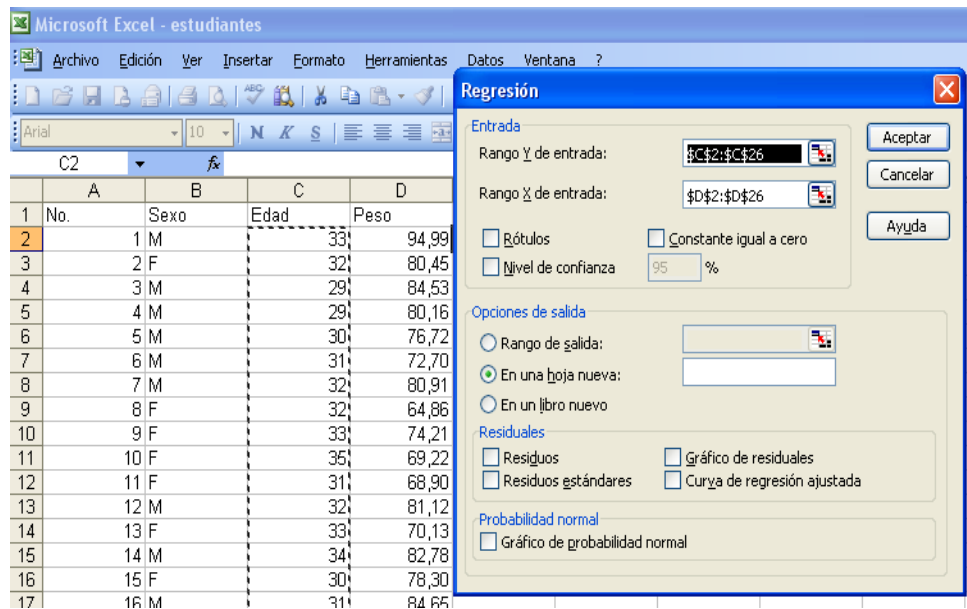 Microsoft Excel - estudiantes
Archivo Edición Ver Insertar Formato Herramientas Datos Ventana ?
Arial 10 N K S
C2 fx
A B C D
1 No. Sexo Edad Peso
2 1 M 33 94,99
3 2 F 32 80,45
4 3 M 29 84,53
5 4 M 29 80,16
6 5 M 30 76,72
7 6 M 31 72,70
8 7 M 32 80,91
9 8 F 32 64,86
10 9 F 33 74,21
11 10 F 35 69,22
12 11 F 31 68,90
13 12 M 32 81,12
14 13 F 33 70,13
15 14 M 34 82,78
16 15 F 30 78,30
17 16 M 31 84,65
Regresión
Entrada
Rango Y de entrada: $C$2:$C$26
Rango X de entrada: $D$2:$D$26
Rótulos Constante igual a cero
Nivel de confianza 95 %
Aceptar
Cancelar
Ayuda
Opciones de salida
Rango de salida:
En una hoja nueva:
En un libro nuevo
Residuales
Residuos Gráfico de residuales
Residuos estándares Curva de regresión ajustada
Probabilidad normal
Gráfico de probabilidad normal